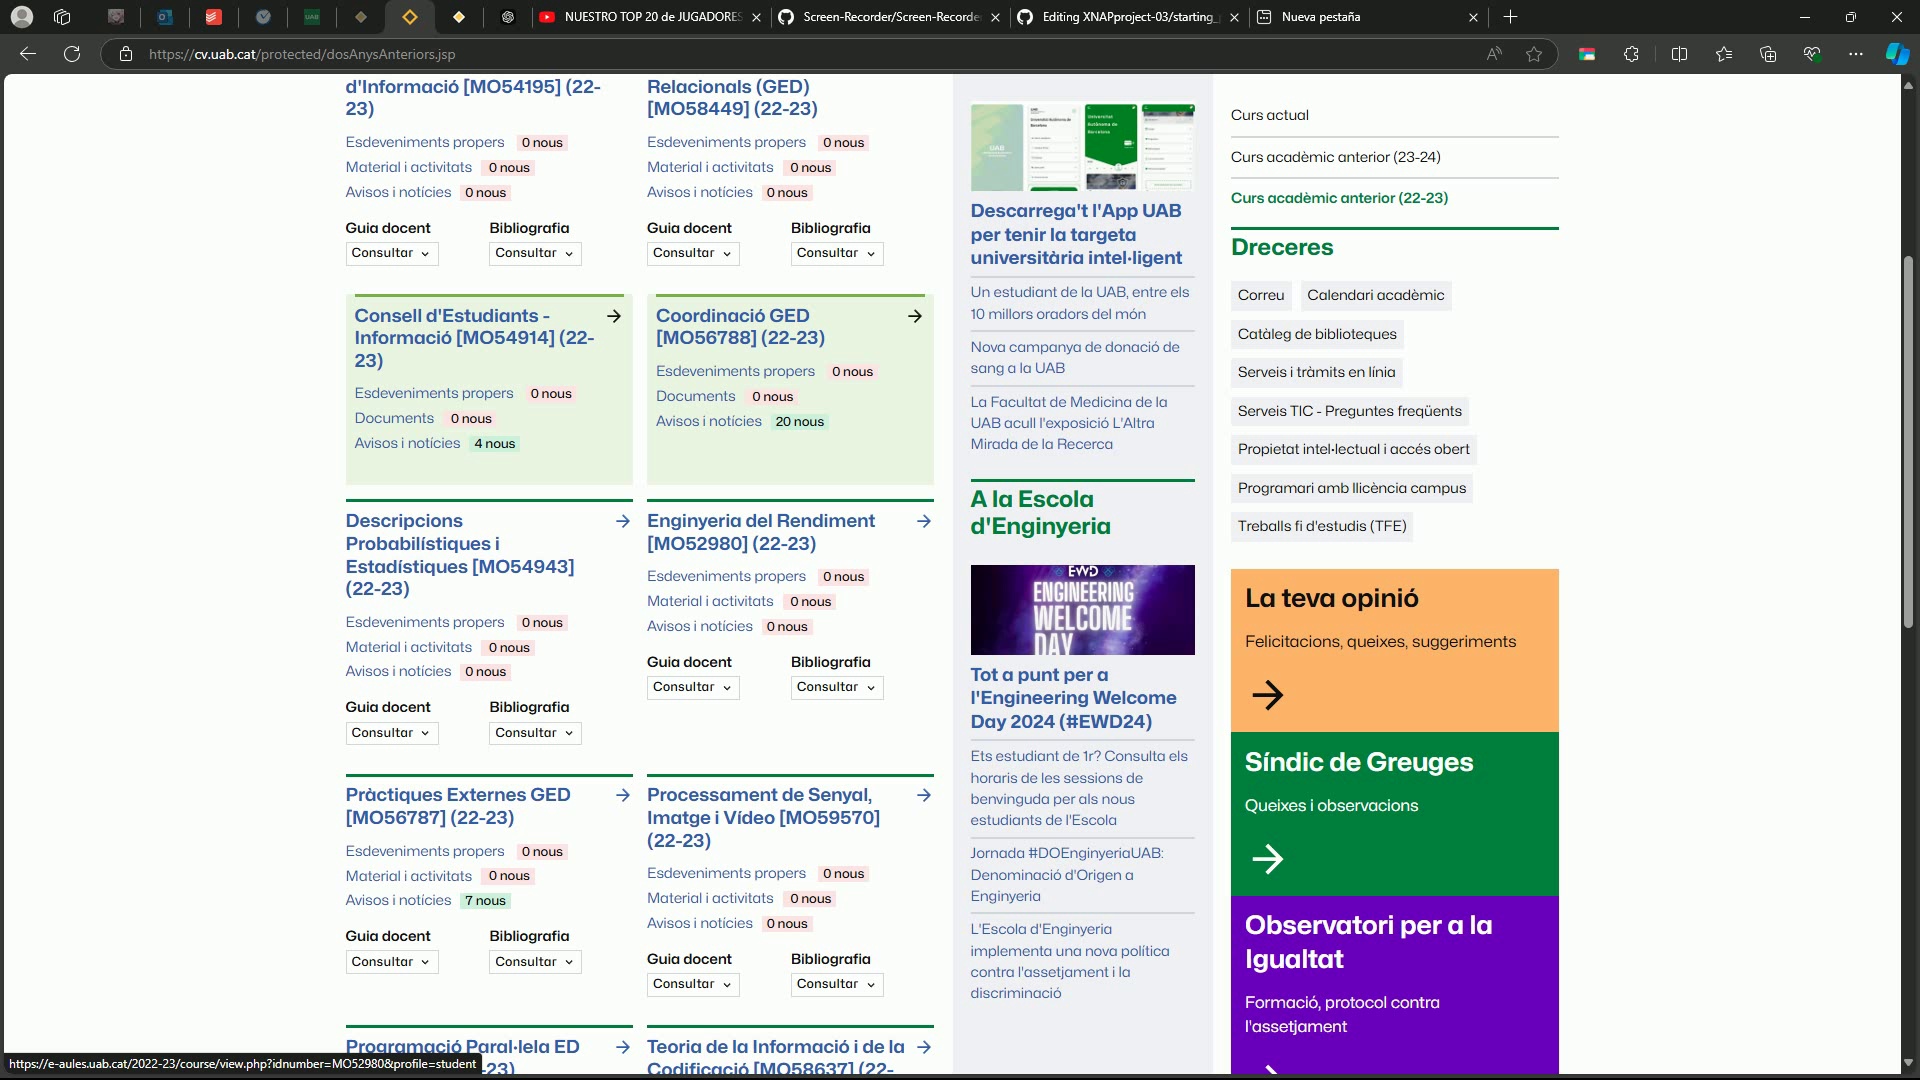 NUESTRO TOP 20 de JUGADORES
Screen-Recorder/Screen-Recorde
Editing XNAPproject-03/starting_
Nueva pestaña
https://cv.uab.cat/protected/dosAnysAnteriors.jsp
d'Informació [MO54195] (22-
23)
Esdeveniments propers 0 nous
Material i activitats 0 nous
Avisos i notícies 0 nous
Guia docent Bibliografia
Consultar Consultar
Relacionals (GED)
[MO58449] (22-23)
Esdeveniments propers 0 nous
Material i activitats 0 nous
Avisos i notícies 0 nous
Guia docent Bibliografia
Consultar Consultar
Consell d'Estudiants -
Informació [MO54914] (22-
23)
Esdeveniments propers 0 nous
Documents 0 nous
Avisos i notícies 4 nous
Coordinació GED
[MO56788] (22-23)
Esdeveniments propers 0 nous
Documents 0 nous
Avisos i notícies 20 nous
Descripcions
Probabilístiques i
Estadístiques [MO54943]
(22-23)
Esdeveniments propers 0 nous
Material i activitats 0 nous
Avisos i notícies 0 nous
Guia docent Bibliografia
Consultar Consultar
Enginyeria del Rendiment
[MO52980] (22-23)
Esdeveniments propers 0 nous
Material i activitats 0 nous
Avisos i notícies 0 nous
Guia docent Bibliografia
Consultar Consultar
Pràctiques Externes GED
[MO56787] (22-23)
Esdeveniments propers 0 nous
Material i activitats 0 nous
Avisos i notícies 7 nous
Guia docent Bibliografia
Consultar Consultar
Processament de Senyal,
Imatge i Vídeo [MO59570]
(22-23)
Esdeveniments propers 0 nous
Material i activitats 0 nous
Avisos i notícies 0 nous
Guia docent Bibliografia
Consultar Consultar
Programació Paral·lela ED
-23)
Teoria de la Informació i de la
Codificació [MO58637] (22-
Descarrega't l'App UAB
per tenir la targeta
universitària intel·ligent
Un estudiant de la UAB, entre els
10 millors oradors del món
Nova campanya de donació de
sang a la UAB
La Facultat de Medicina de la
UAB acull l'exposició L'Altra
Mirada de la Recerca
A la Escola
d'Enginyeria
EWD
ENGINEERING
WELCOME
DAY
Tot a punt per a
l'Engineering Welcome
Day 2024 (#EWD24)
Ets estudiant de 1r? Consulta els
horaris de les sessions de
benvinguda per als nous
estudiants de l'Escola
Jornada #DOEnginyeriaUAB:
Denominació d'Origen a
Enginyeria
L'Escola d'Enginyeria
implementa una nova política
contra l'assetjament i la
discriminació
Curs actual
Curs acadèmic anterior (23-24)
Curs acadèmic anterior (22-23)
Dreceres
Correu Calendari acadèmic
Catàleg de biblioteques
Serveis i tràmits en línia
Serveis TIC - Preguntes freqüents
Propietat intel·lectual i accés obert
Programari amb llicència campus
Treballs fi d'estudis (TFE)
La teva opinió
Felicitacions, queixes, suggeriments
Síndic de Greuges
Queixes i observacions
Observatori per a la
Igualtat
Formació, protocol contra
l'assetjament
https://e-aules.uab.cat/2022-23/course/view.php?idnumber=MO52980&profile=student